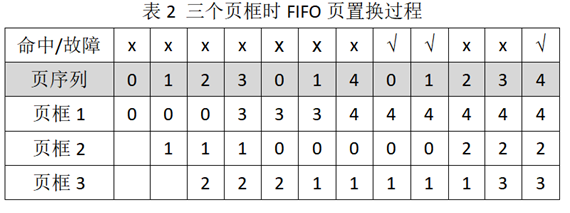 表 2 三个页框时 FIFO 页置换过程
命中/故障 x x x x x x x √ √ x x √
页序列 0 1 2 3 0 1 4 0 1 2 3 4
页框 1 0 0 0 3 3 3 4 4 4 4 4 4
页框 2 1 1 1 0 0 0 0 0 2 2 2
页框 3 2 2 2 1 1 1 1 1 3 3